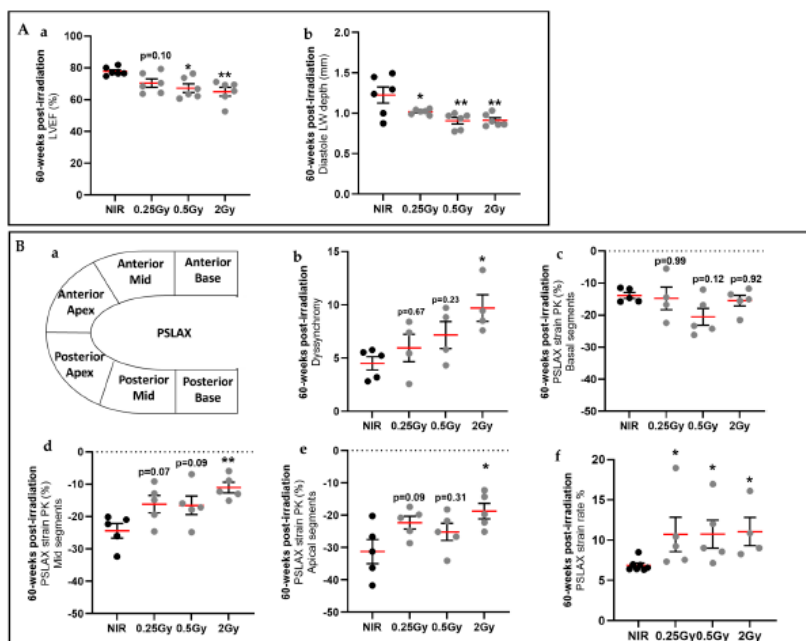 A
a
60-weeks post-irradiation
LVEF (%)
100
80
60
40
20
0
p=0.10
*
**
NIR 0.25Gy 0.5Gy 2Gy
b
60-weeks post-irradiation
Diastole LW depth (mm)
2.0
1.5
1.0
0.5
0.0
*
**
**
NIR 0.25Gy 0.5Gy 2Gy
B
a
Anterior Mid
Anterior Base
Anterior Apex
PSLAX
Posterior Apex
Posterior Mid
Posterior Base
b
60-weeks post-irradiation
Dyssynchrony
15
10
5
0
p=0.67
p=0.23
*
NIR 0.25Gy 0.5Gy 2Gy
c
60-weeks post-irradiation
PSLAX strain PK (%)
Basal segments
0
-10
-20
-30
-40
-50
p=0.99
p=0.12
p=0.92
NIR 0.25Gy 0.5Gy 2Gy
d
60-weeks post-irradiation
PSLAX strain PK (%)
Mid segments
0
-10
-20
-30
-40
-50
p=0.07
p=0.09
**
NIR 0.25Gy 0.5Gy 2Gy
e
60-weeks post-irradiation
PSLAX strain PK (%)
Apical segments
0
-10
-20
-30
-40
-50
p=0.09
p=0.31
*
NIR 0.25Gy 0.5Gy 2Gy
f
60-weeks post-irradiation
PSLAX strain rate %
20
15
10
5
0
*
*
*
NIR 0.25Gy 0.5Gy 2Gy